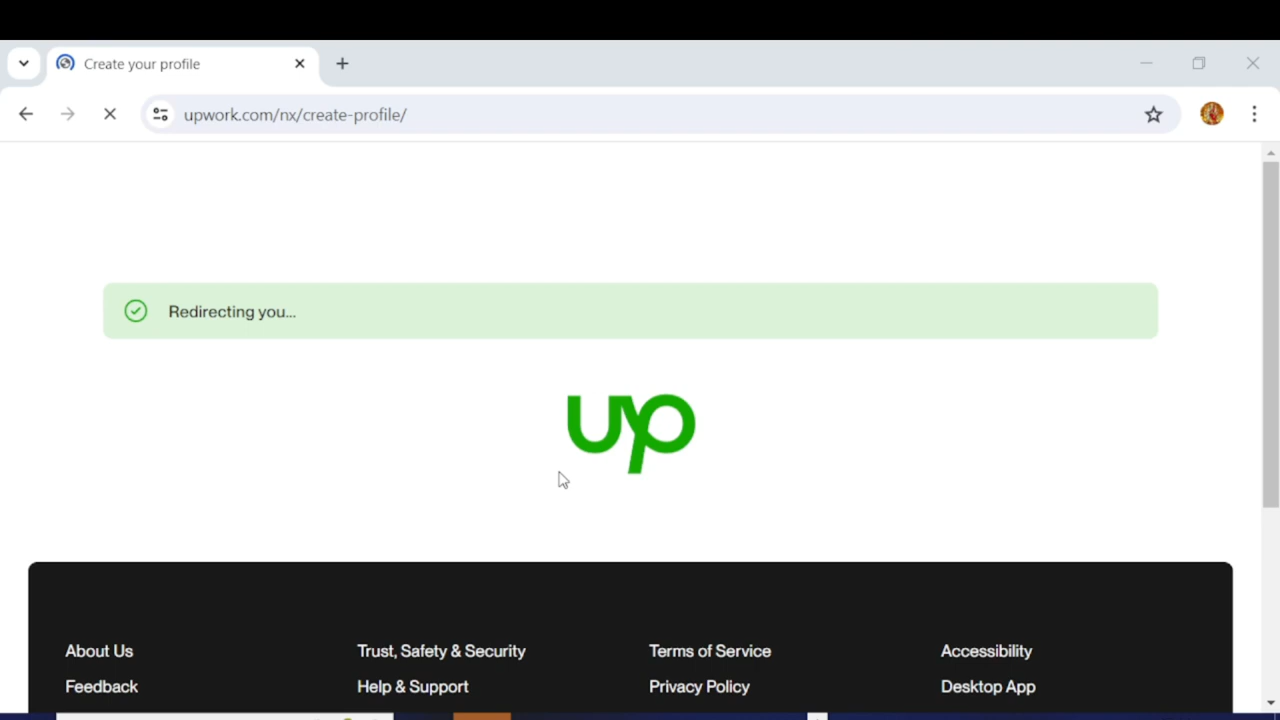 Create your profile
upwork.com/nx/create-profile/
Redirecting you...
up
About Us
Trust, Safety & Security
Terms of Service
Accessibility
Feedback
Help & Support
Privacy Policy
Desktop App